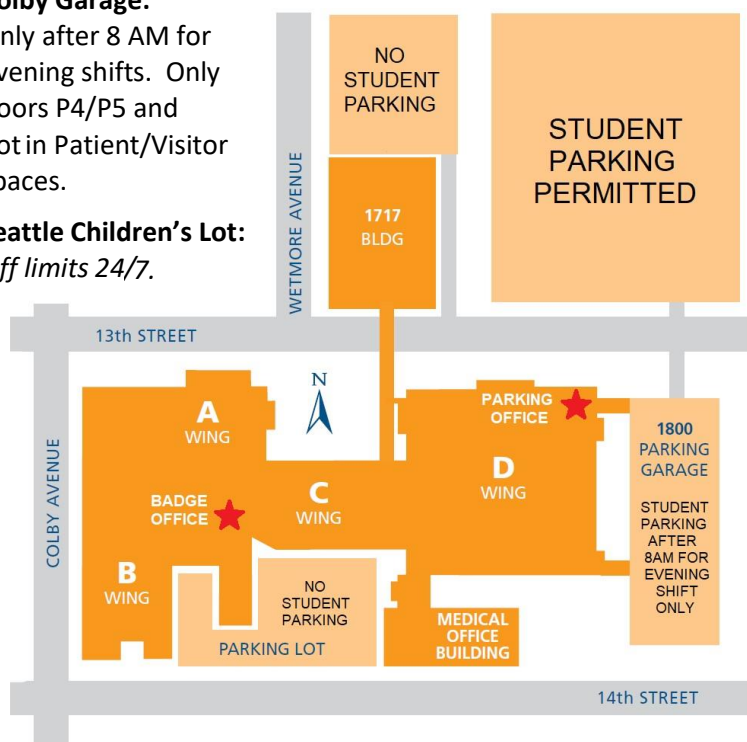 olby Garage:
nly after 8 AM for
vening shifts. Only
oors P4/P5 and
ot in Patient/Visitor
paces.
eattle Children's Lot:
ff limits 24/7.
NO
STUDENT
PARKING
STUDENT
PARKING
PERMITTED
WETMORE AVENUE
1717
BLDG
13th STREET
N
A
WING
PARKING
OFFICE
1800
PARKING
GARAGE
STUDENT
PARKING
AFTER
8AM FOR
EVENING
SHIFT
ONLY
COLBY AVENUE
BADGE
OFFICE
C
WING
D
WING
B
WING
NO
STUDENT
PARKING
PARKING LOT
MEDICAL
OFFICE
BUILDING
14th STREET